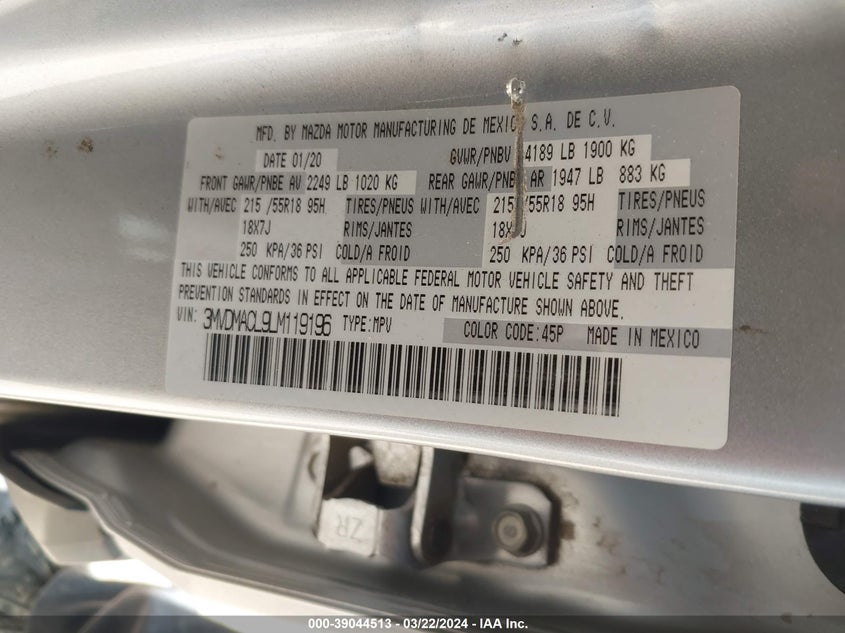 MFD. BY MAZDA MOTOR MANUFACTURING DE MEXICO S.A. DE C.V.
DATE 01/20 GVWR/PNBV 4189 LB 1900 KG
FRONT GAWR/PNBE AV 2249 LB 1020 KG REAR GAWR/PNBE AR 1947 LB 883 KG
WITH/AVEC 215 /55R18 95H TIRES/PNEUS WITH/AVEC 215 /55R18 95H TIRES/PNEUS
18X7J RIMS/JANTES 18X7J RIMS/JANTES
250 KPA/36 PSI COLD/A FROID 250 KPA/36 PSI COLD/A FROID
THIS VEHICLE CONFORMS TO ALL APPLICABLE FEDERAL MOTOR VEHICLE SAFETY AND THEFT
PREVENTION STANDARDS IN EFFECT ON THE DATE OF MANUFACTURE SHOWN ABOVE.
VIN: 3MVDMACL9LM119196 TYPE:MPV COLOR CODE:45P MADE IN MEXICO
ZR
000-39044513 / 03/22/2024 - IAA Inc.